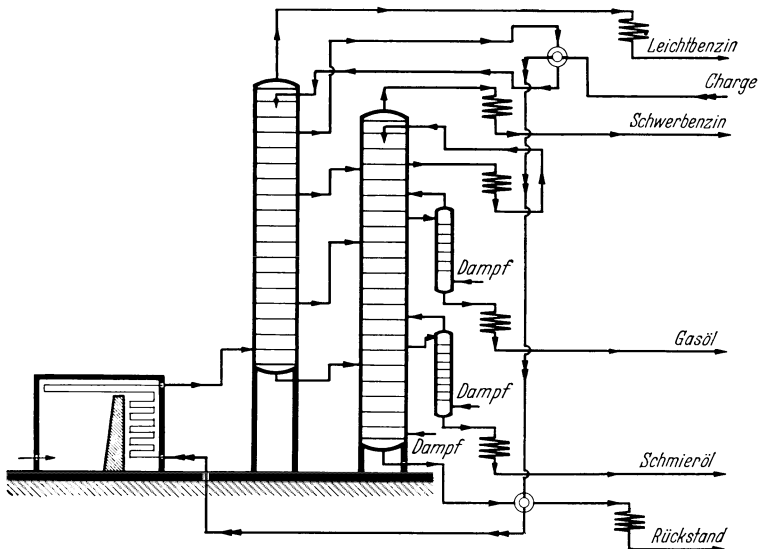 Leichtbenzin
Charge
Schwerbenzin
Dampf
Gasöl
Dampf
Dampf
Schmieröl
Rückstand